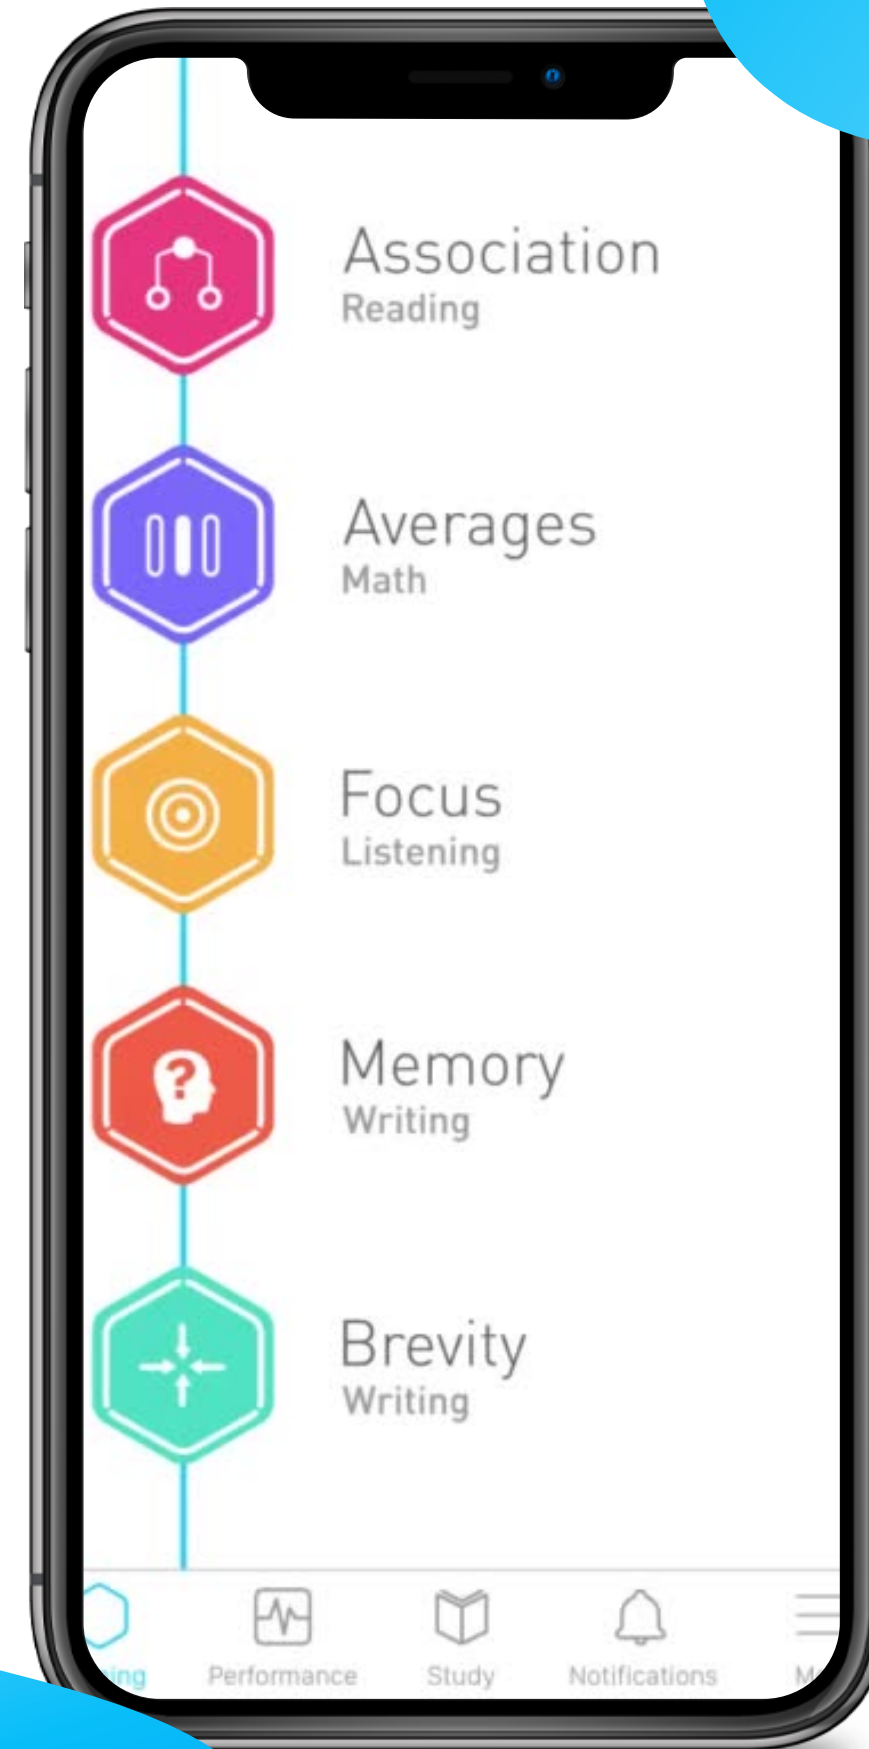 Association
Reading
Averages
Math
Focus
Listening
Memory
Writing
Brevity
Writing
Performance
Study
Notifications